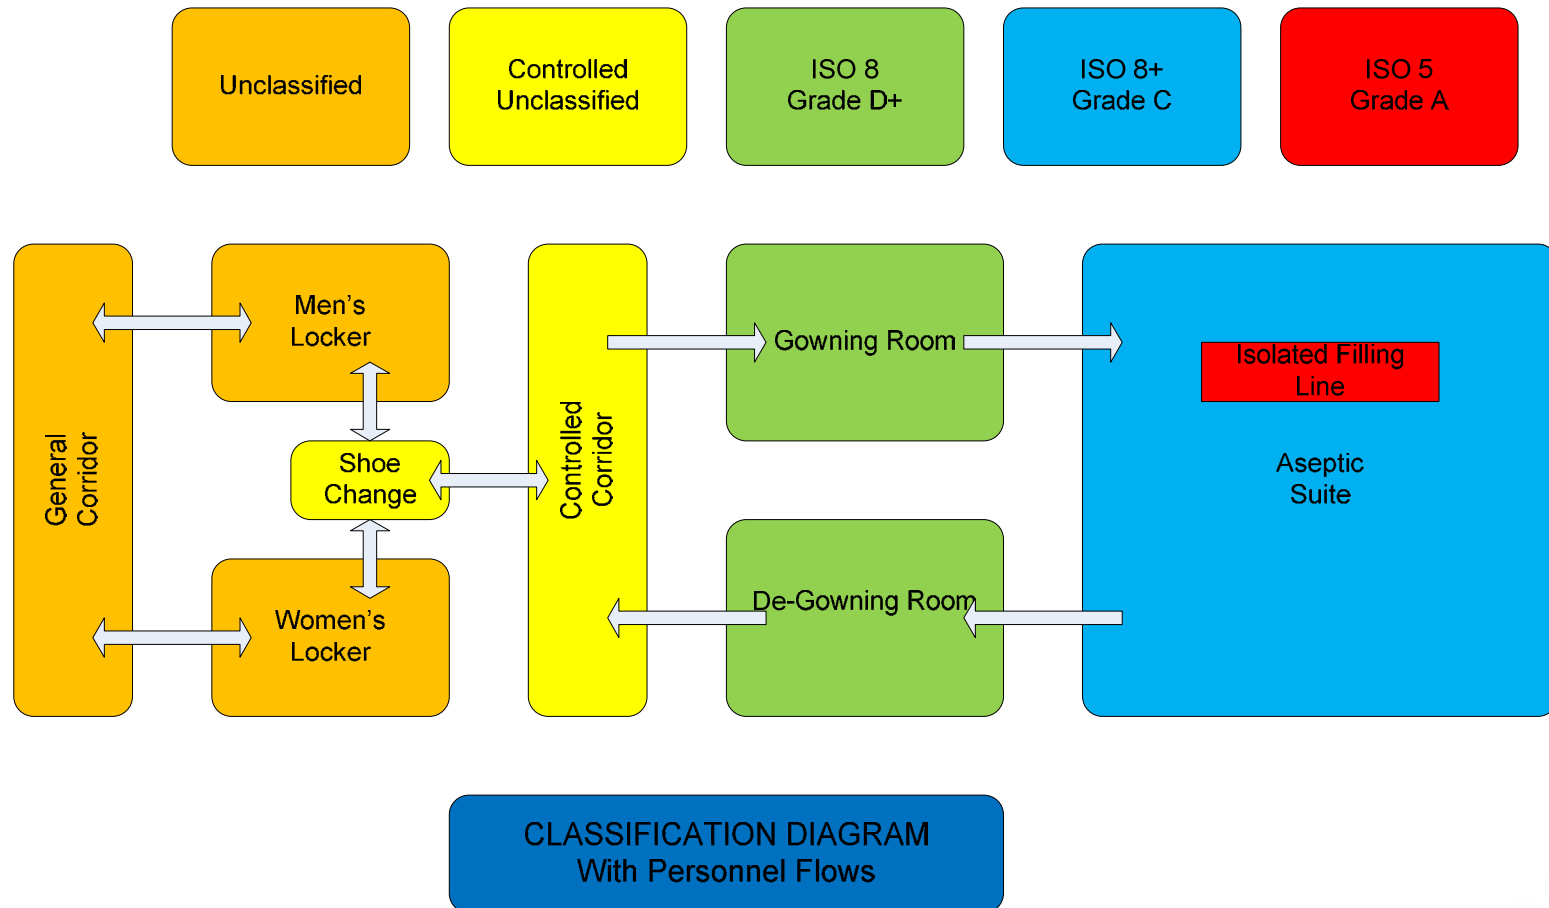 Unclassified
Controlled
Unclassified
ISO 8
Grade D+
ISO 8+
Grade C
ISO 5
Grade A
General
Corridor
Men's
Locker
Shoe
Change
Women's
Locker
Controlled
Corridor
Gowning Room
De-Gowning Room
Isolated Filling
Line
Aseptic
Suite
CLASSIFICATION DIAGRAM
With Personnel Flows